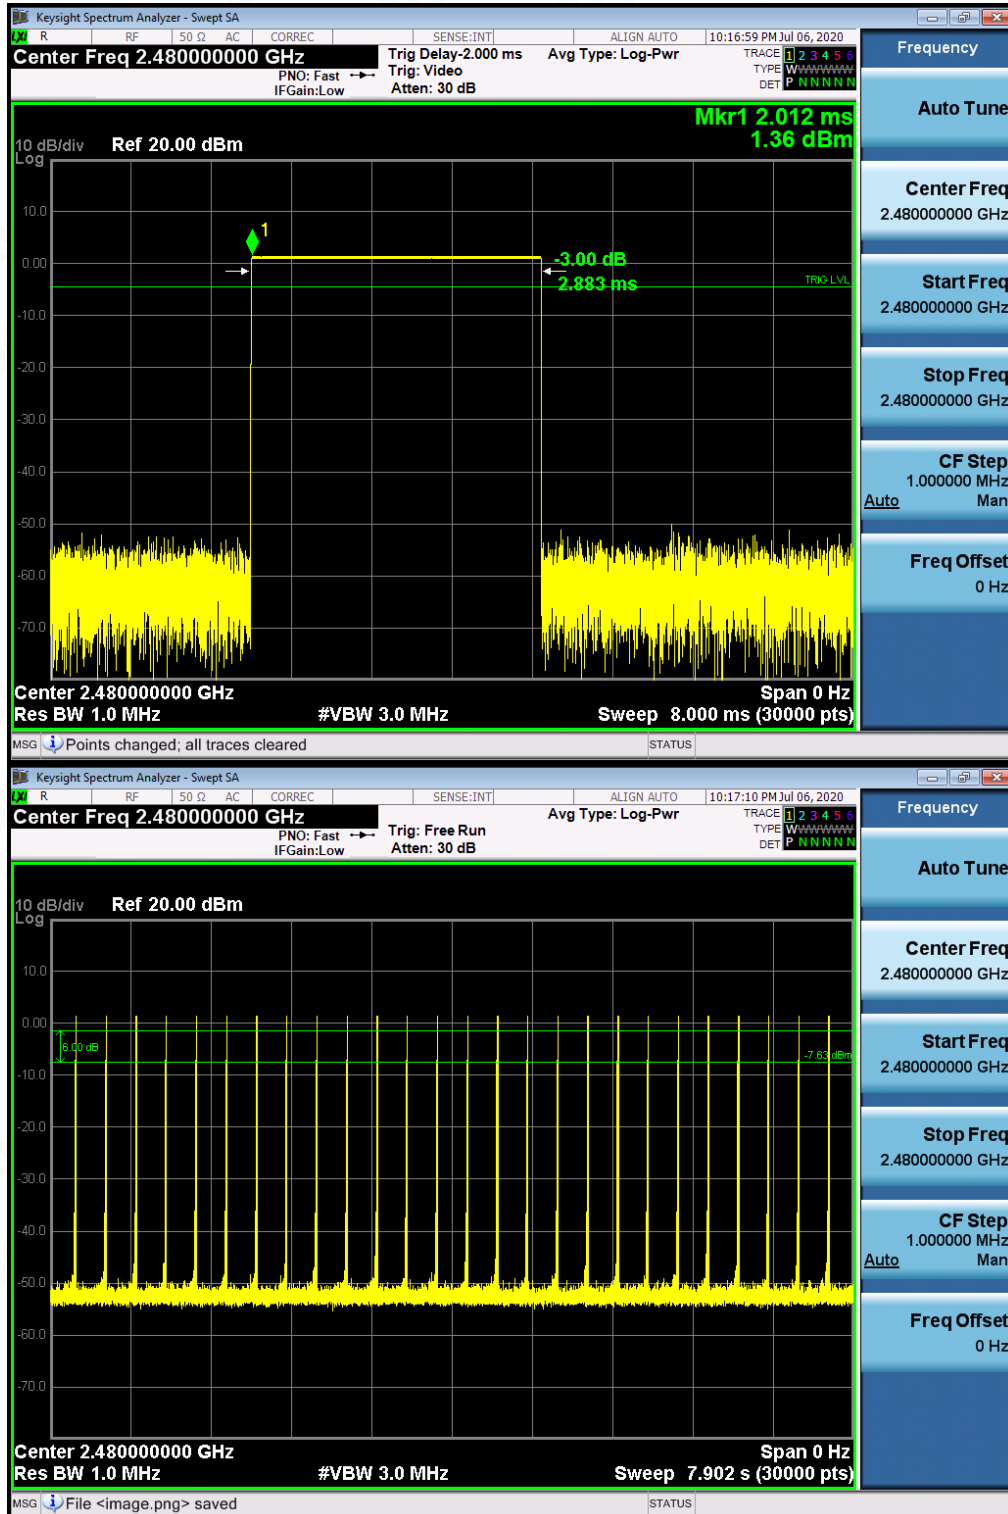 Keysight Spectrum Analyzer - Swept SA
LXI R RF 50 Ω AC CORREC SENSE:INT ALIGN AUTO 10:16:59 PM Jul 06, 2020
Center Freq 2.480000000 GHz
PNO: Fast
IFGain:Low
Trig Delay-2.000 ms
Trig: Video
Atten: 30 dB
Avg Type: Log-Pwr
TRACE 1 2 3 4 5 6
TYPE WWWWWW
DET P N N N N N
Mkr1 2.012 ms
1.36 dBm
10 dB/div
Log
Ref 20.00 dBm
10.0
1
0.00
-3.00 dB
2.883 ms
TRIG LVL
-10.0
-20.0
-30.0
-40.0
-50.0
-60.0
-70.0
Center 2.480000000 GHz
Span 0 Hz
Res BW 1.0 MHz
#VBW 3.0 MHz
Sweep 8.000 ms (30000 pts)
MSG Points changed; all traces cleared
STATUS
Frequency
Auto Tune
Center Freq
2.480000000 GHz
Start Freq
2.480000000 GHz
Stop Freq
2.480000000 GHz
CF Step
1.000000 MHz
Auto Man
Freq Offset
0 Hz
Keysight Spectrum Analyzer - Swept SA
LXI R RF 50 Ω AC CORREC SENSE:INT ALIGN AUTO 10:17:10 PM Jul 06, 2020
Center Freq 2.480000000 GHz
PNO: Fast
IFGain:Low
Trig: Free Run
Atten: 30 dB
Avg Type: Log-Pwr
TRACE 1 2 3 4 5 6
TYPE WWWWWW
DET P N N N N N
10 dB/div
Log
Ref 20.00 dBm
10.0
0.00
6.00 dB
-7.63 dBm
-10.0
-20.0
-30.0
-40.0
-50.0
-60.0
-70.0
Center 2.480000000 GHz
Span 0 Hz
Res BW 1.0 MHz
#VBW 3.0 MHz
Sweep 7.902 s (30000 pts)
MSG File <image.png> saved
STATUS
Frequency
Auto Tune
Center Freq
2.480000000 GHz
Start Freq
2.480000000 GHz
Stop Freq
2.480000000 GHz
CF Step
1.000000 MHz
Auto Man
Freq Offset
0 Hz